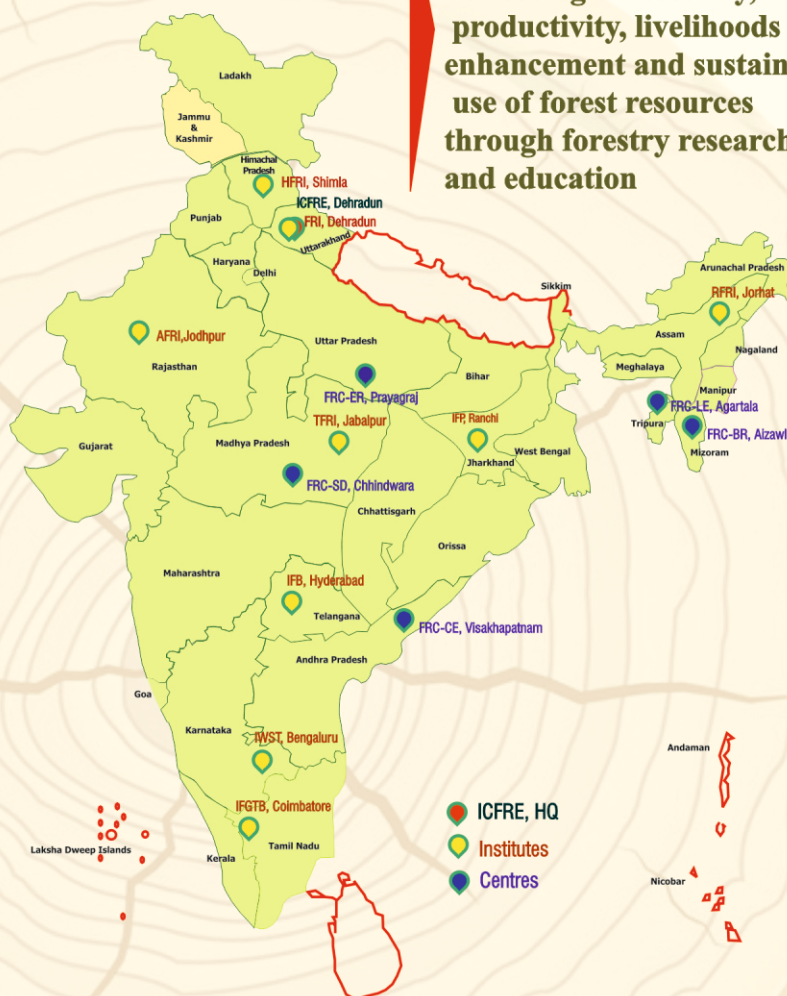 productivity, livelihoods
enhancement and sustain
use of forest resources
through forestry research
and education
Ladakh
Jammu
&
Kashmir
Himachal
Pradesh
HFRI, Shimla
ICFRE, Dehradun
FRI, Dehradun
Uttarakhand
Punjab
Haryana
Delhi
Sikkim
Arunachal Pradesh
RFRI, Jorhat
Assam
Nagaland
Meghalaya
Manipur
AFRI,Jodhpur
Rajasthan
Uttar Pradesh
Bihar
FRC-ER, Prayagraj
FRC-LE, Agartala
Tripura
FRC-BR, Aizawl
Mizoram
TFRI, Jabalpur
IFP, Ranchi
Gujarat
Madhya Pradesh
Jharkhand
West Bengal
FRC-SD, Chhindwara
Chhattisgarh
Orissa
Maharashtra
IFB, Hyderabad
Telangana
FRC-CE, Visakhapatnam
Andhra Pradesh
Goa
Karnataka
IWST, Bengaluru
Andaman
IFGTB, Coimbatore
Tamil Nadu
Kerala
Laksha Dweep Islands
Nicobar
ICFRE, HQ
Institutes
Centres